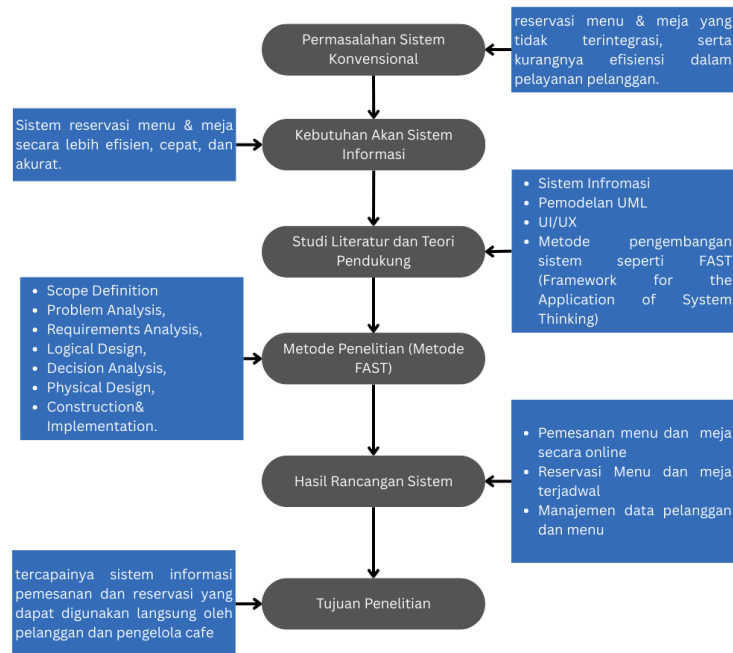 Permasalahan Sistem
Konvensional
reservasi menu & meja yang
tidak terintegrasi, serta
kurangnya efisiensi dalam
pelayanan pelanggan.
Sistem reservasi menu & meja
secara lebih efisien, cepat, dan
akurat.
Kebutuhan Akan Sistem
Informasi
Studi Literatur dan Teori
Pendukung
• Sistem Infromasi
• Pemodelan UML
• UI/UX
• Metode pengembangan
sistem seperti FAST
(Framework for the
Application of System
Thinking)
• Scope Definition
• Problem Analysis,
• Requirements Analysis,
• Logical Design,
• Decision Analysis,
• Physical Design,
• Construction&
Implementation.
Metode Penelitian (Metode
FAST)
Hasil Rancangan Sistem
• Pemesanan menu dan meja
secara online
• Reservasi Menu dan meja
terjadwal
• Manajemen data pelanggan
dan menu
tercapainya sistem informasi
pemesanan dan reservasi yang
dapat digunakan langsung oleh
pelanggan dan pengelola cafe
Tujuan Penelitian